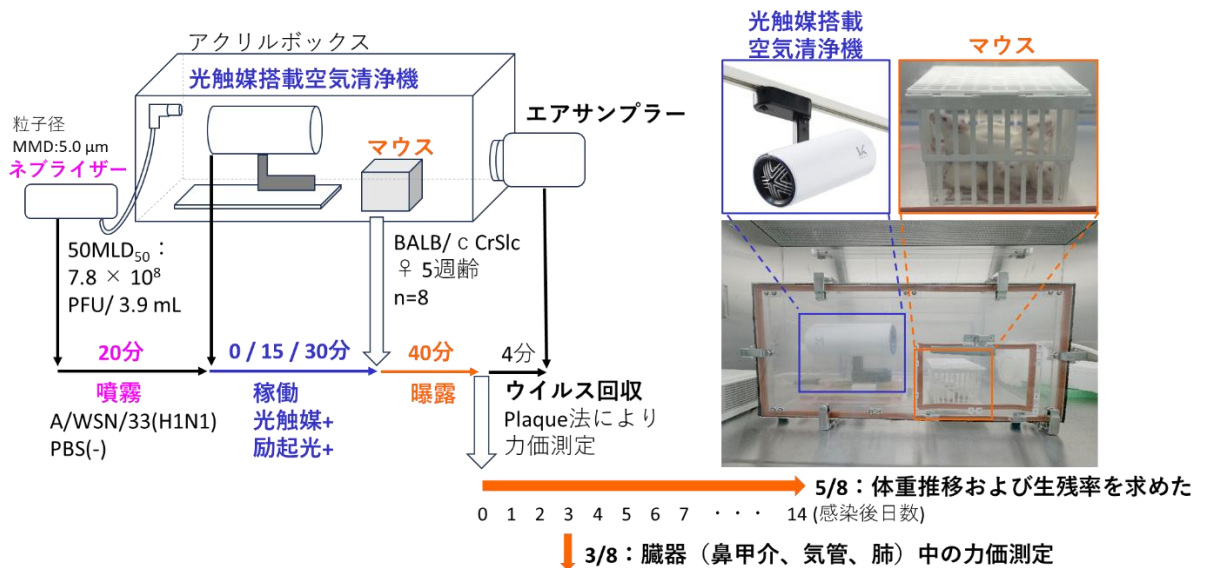 アクリルボックス
光触媒搭載空気清浄機
粒子径
MMD:5.0 μm
ネブライザー
マウス
エアサンプラー
50MLD₅₀：
7.8 × 10⁸
PFU/ 3.9 mL
BALB/ c CrSlc
♀ 5週齢
n=8
20分
0 / 15 / 30分
40分
4分
噴霧
稼働
光触媒+
励起光+
曝露
ウイルス回収
Plaque法により
力価測定
A/WSN/33(H1N1)
PBS(-)
光触媒搭載
空気清浄機
マウス
5/8：体重推移および生残率を求めた
0 1 2 3 4 5 6 7 ・・・ 14 (感染後日数)
3/8：臓器（鼻甲介、気管、肺）中の力価測定